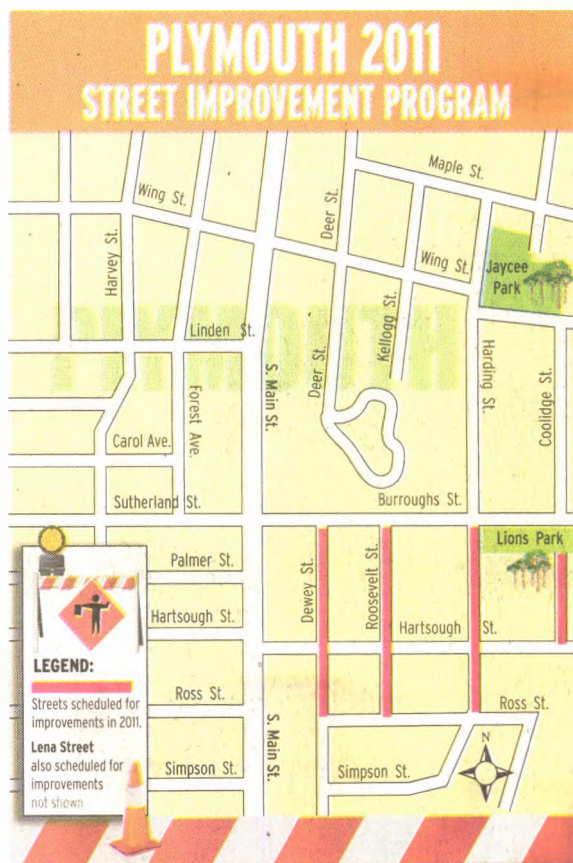 PLYMOUTH 2011
STREET IMPROVEMENT PROGRAM
Maple St.
Wing St.
Deer St.
Harvey St.
Wing St.
Jaycee
Park
PLYMOUTH
Linden St.
Kellogg St.
Deer St.
S. Main St.
Forest Ave.
Harding St.
Coolidge St.
Carol Ave.
Sutherland St.
Burroughs St.
Lions Park
Palmer St.
Dewey St.
Roosevelt St.
Hartsough St.
Hartsough St.
LEGEND:
Streets scheduled for
improvements in 2011.
Lena Street
also scheduled for
improvements
not shown
Ross St.
Ross St.
S. Main St.
N
Simpson St.
Simpson St.